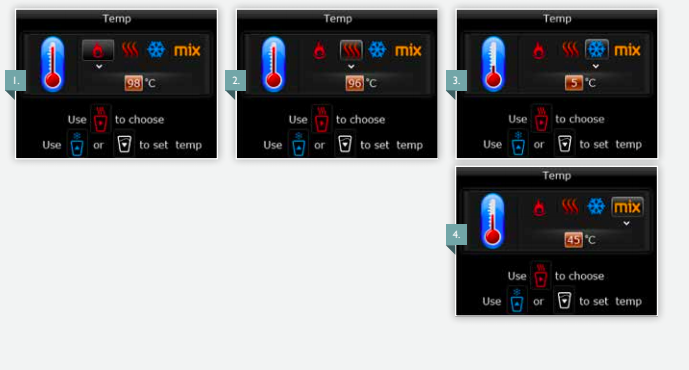 Temp
mix
1.
98 °C
Use to choose
Use or to set temp
Temp
mix
2.
96 °C
Use to choose
Use or to set temp
Temp
mix
3.
5 °C
Use to choose
Use or to set temp
Temp
mix
4.
45 °C
Use to choose
Use or to set temp